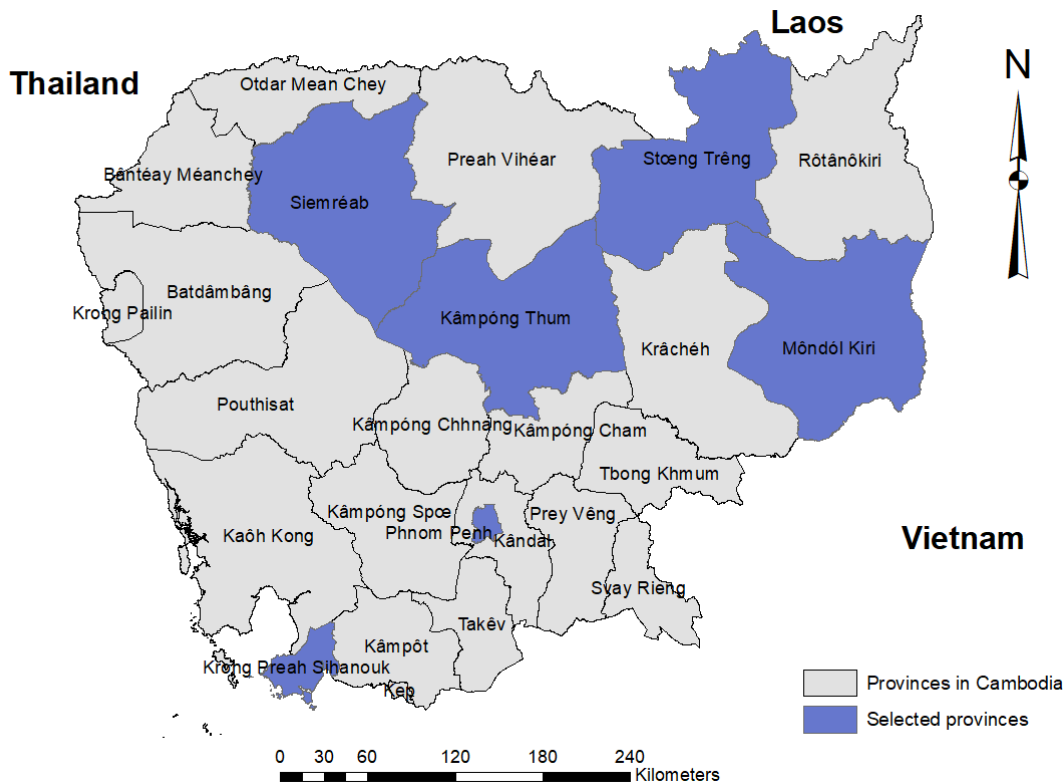 Laos
Thailand
N
Otdar Mean Chey
Bântéay Méanchey
Siemréab
Preah Vihéar
Stœng Trêng
Rôtânôkiri
Batdâmbâng
Krong Pailin
Kâmpóng Thum
Krâchéh
Môndól Kiri
Pouthisat
Kâmpóng Chhnang
Kâmpóng Cham
Tbong Khmum
Kaôh Kong
Kâmpóng Spœ
Phnom Penh
Kândal
Prey Vêng
Svay Rieng
Vietnam
Takêv
Kâmpôt
Krong Preah Sihanouk
Kep
Provinces in Cambodia
Selected provinces
0 30 60 120 180 240
Kilometers